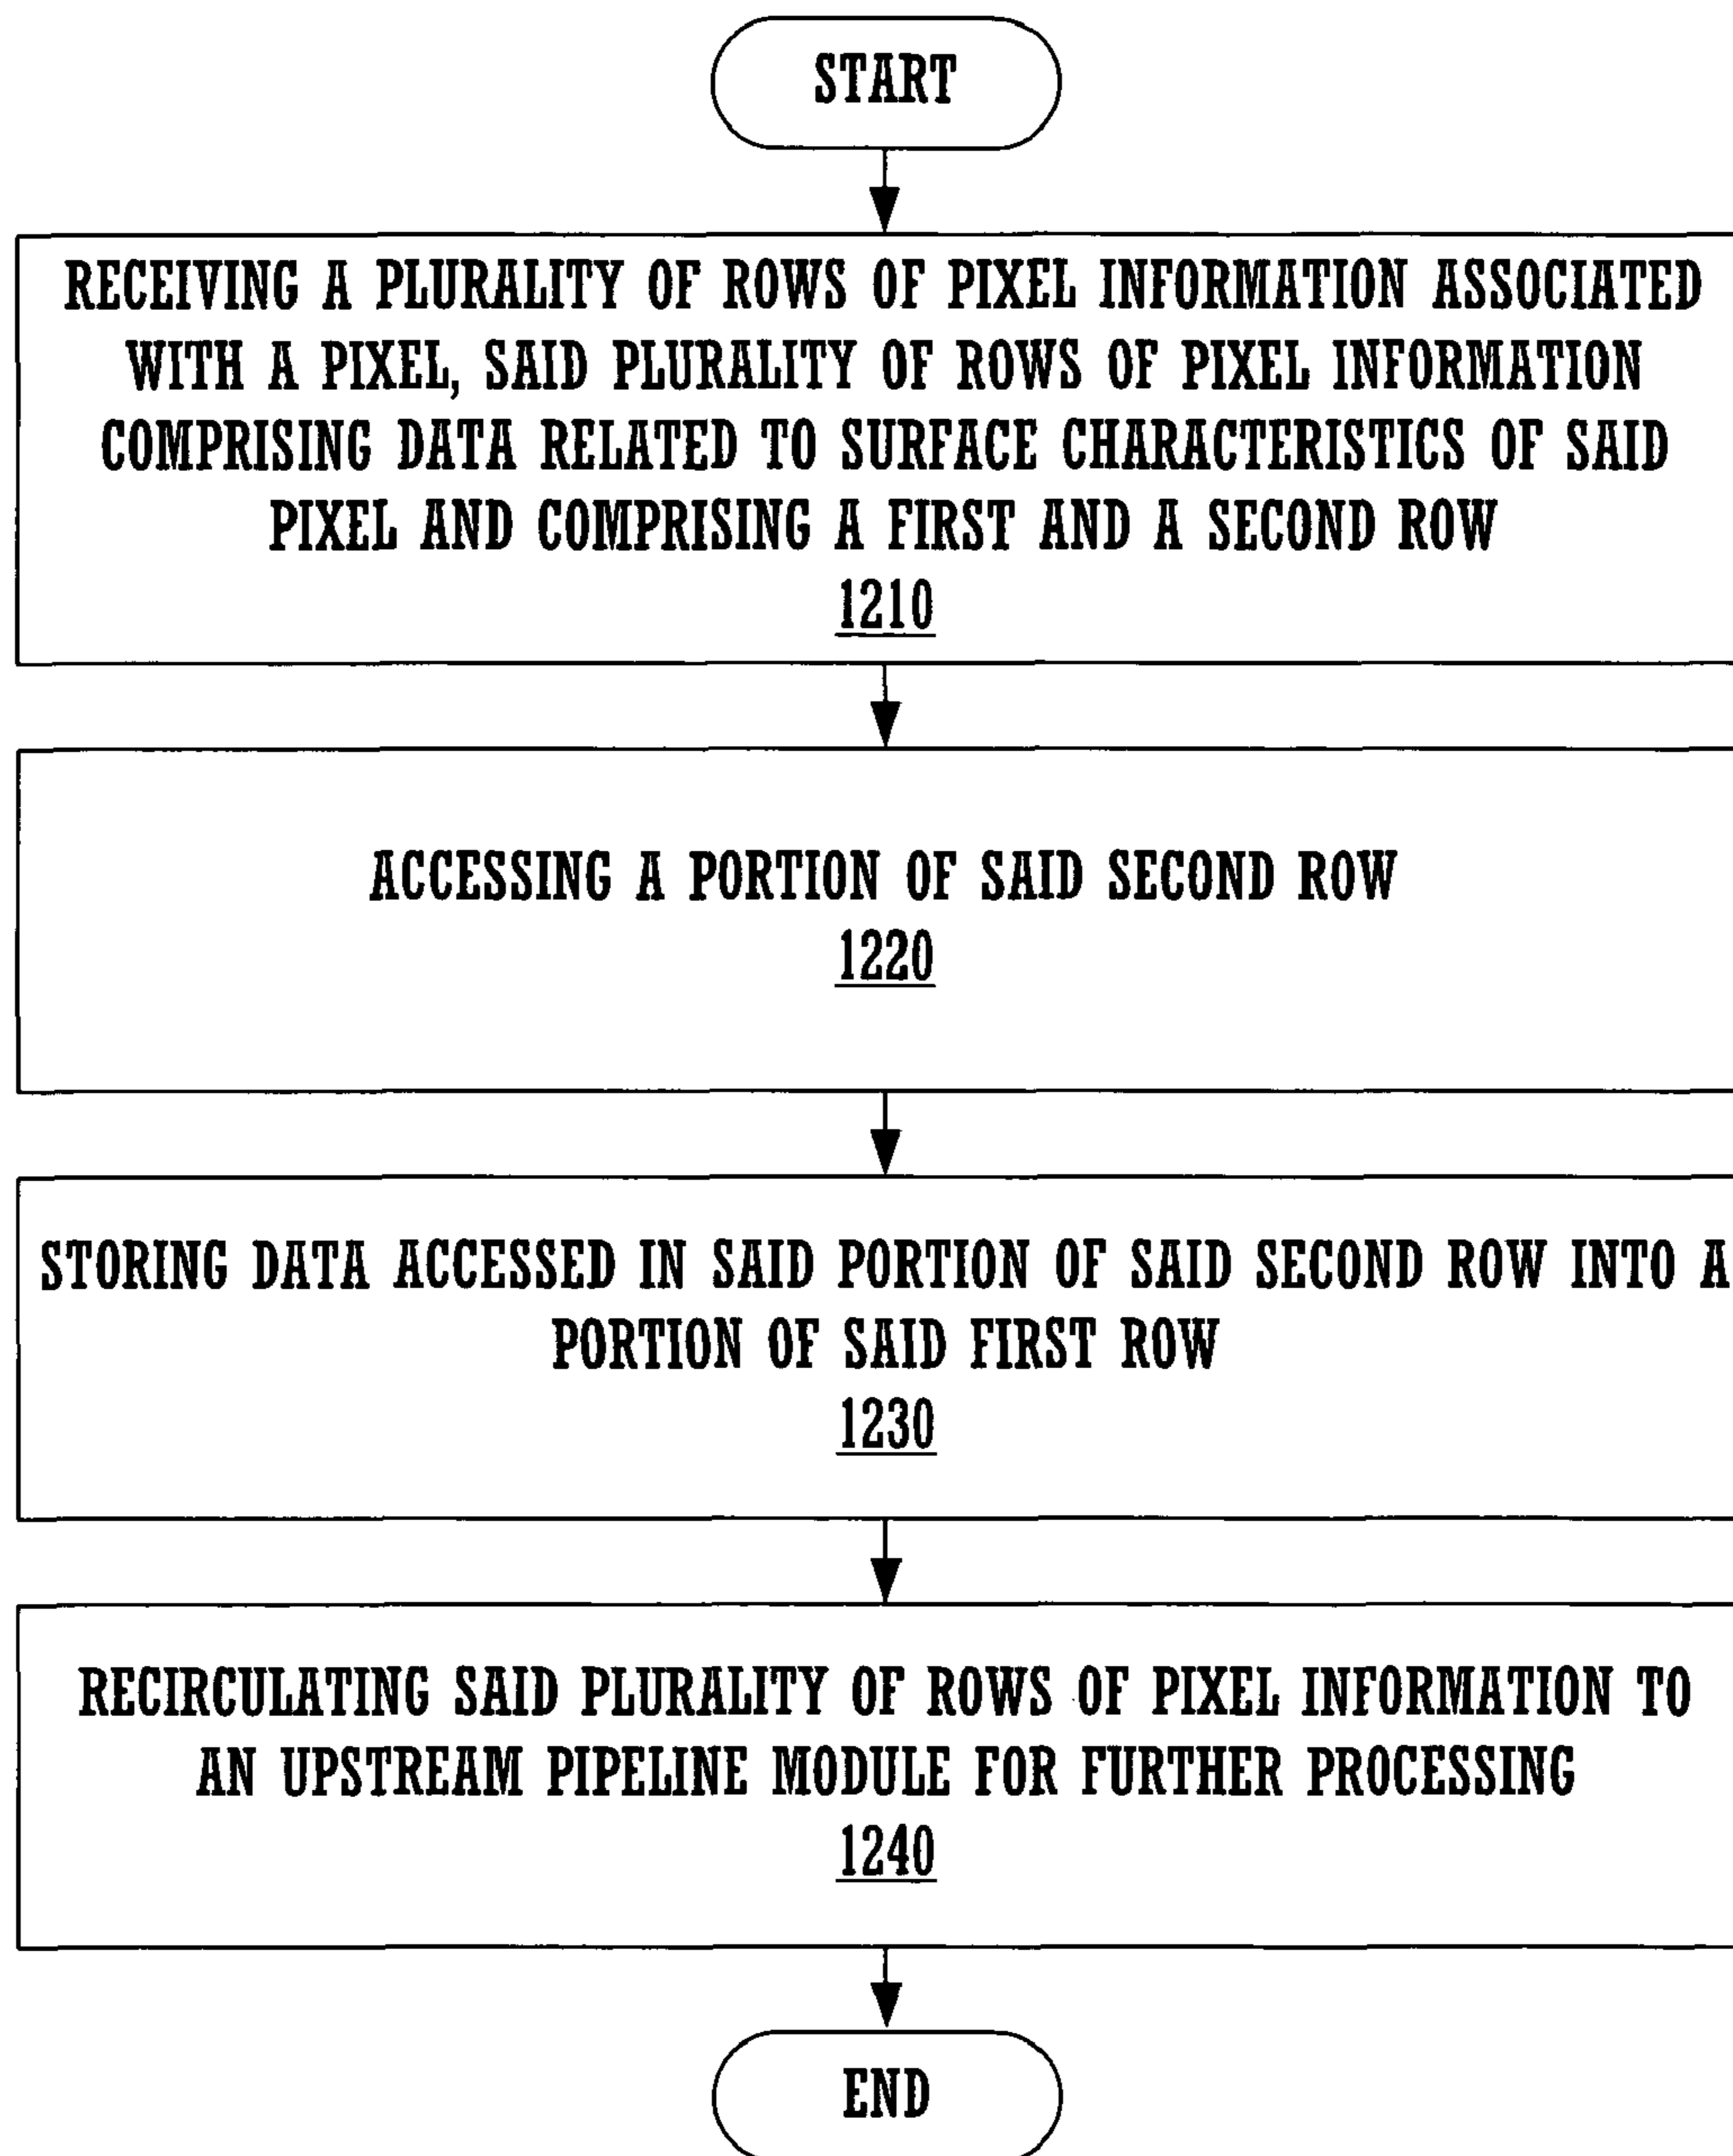 START
RECEIVING A PLURALITY OF ROWS OF PIXEL INFORMATION ASSOCIATED
WITH A PIXEL, SAID PLURALITY OF ROWS OF PIXEL INFORMATION
COMPRISING DATA RELATED TO SURFACE CHARACTERISTICS OF SAID
PIXEL AND COMPRISING A FIRST AND A SECOND ROW
1210
ACCESSING A PORTION OF SAID SECOND ROW
1220
STORING DATA ACCESSED IN SAID PORTION OF SAID SECOND ROW INTO A
PORTION OF SAID FIRST ROW
1230
RECIRCULATING SAID PLURALITY OF ROWS OF PIXEL INFORMATION TO
AN UPSTREAM PIPELINE MODULE FOR FURTHER PROCESSING
1240
END